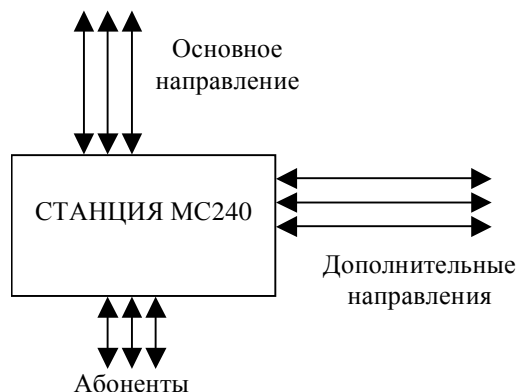 Основное
направление
СТАНЦИЯ МС240
Дополнительные
направления
Абоненты